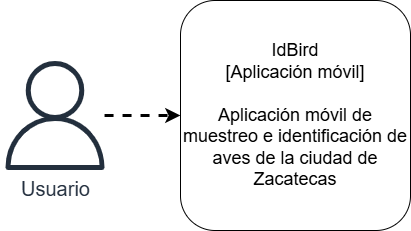 IdBird
[Aplicación móvil]
Aplicación móvil de
muestreo e identificación de
aves de la ciudad de
Zacatecas
Usuario